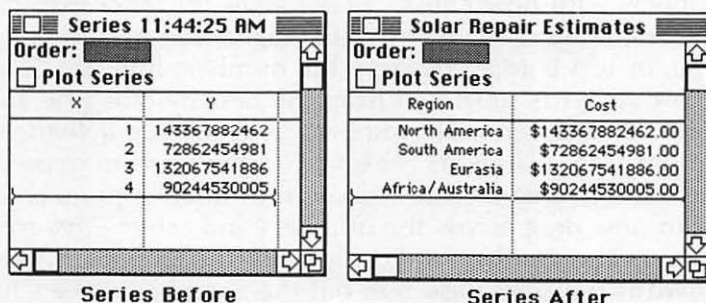 Series 11:44:25 AM
Order:
Plot Series
X Y
1 143367882462
2 72862454981
3 1320067541886
4 90244530005
Series Before
Solar Repair Estimates
Order:
Plot Series
Region Cost
North America $143367882462.00
South America $72862454981.00
Eurasia $1320067541886.00
Africa/Australia $90244530005.00
Series After